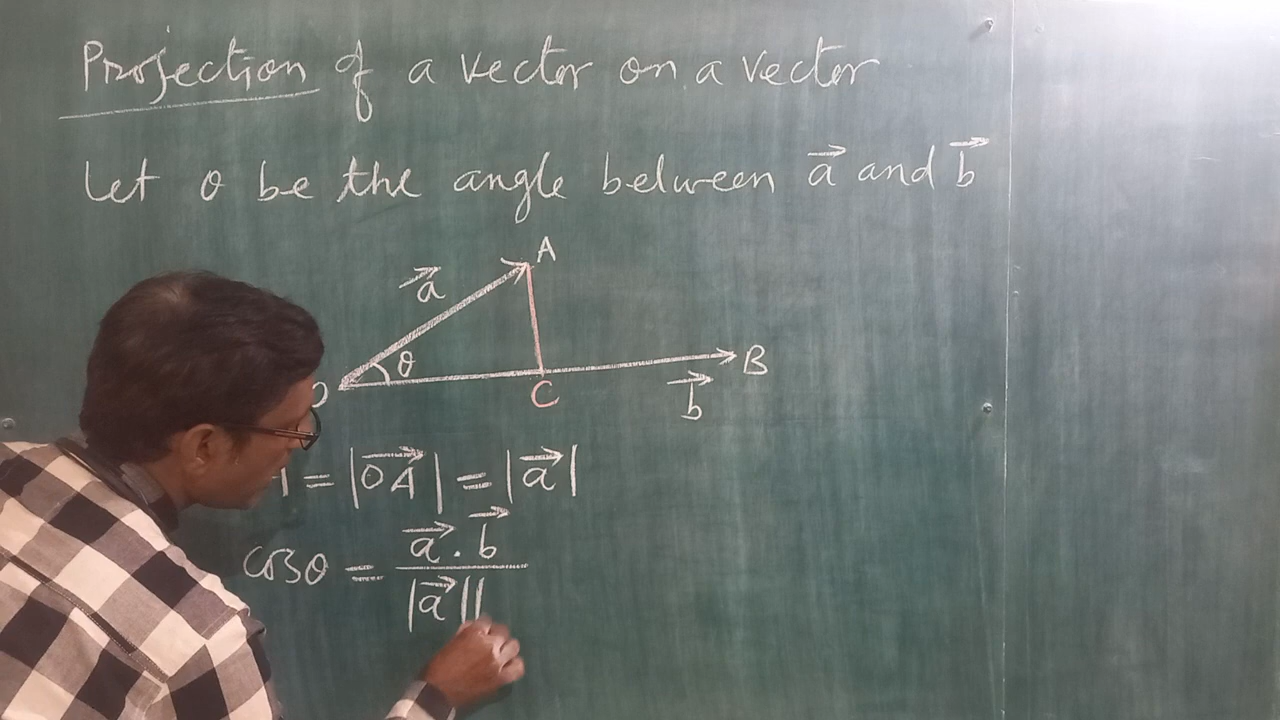 Projection of a vector on a vector
Let θ be the angle between a⃗ and b⃗
A
a⃗
θ
B
C
b⃗
= |OA⃗| = |a⃗|
cosθ = a⃗ . b⃗
|a⃗||